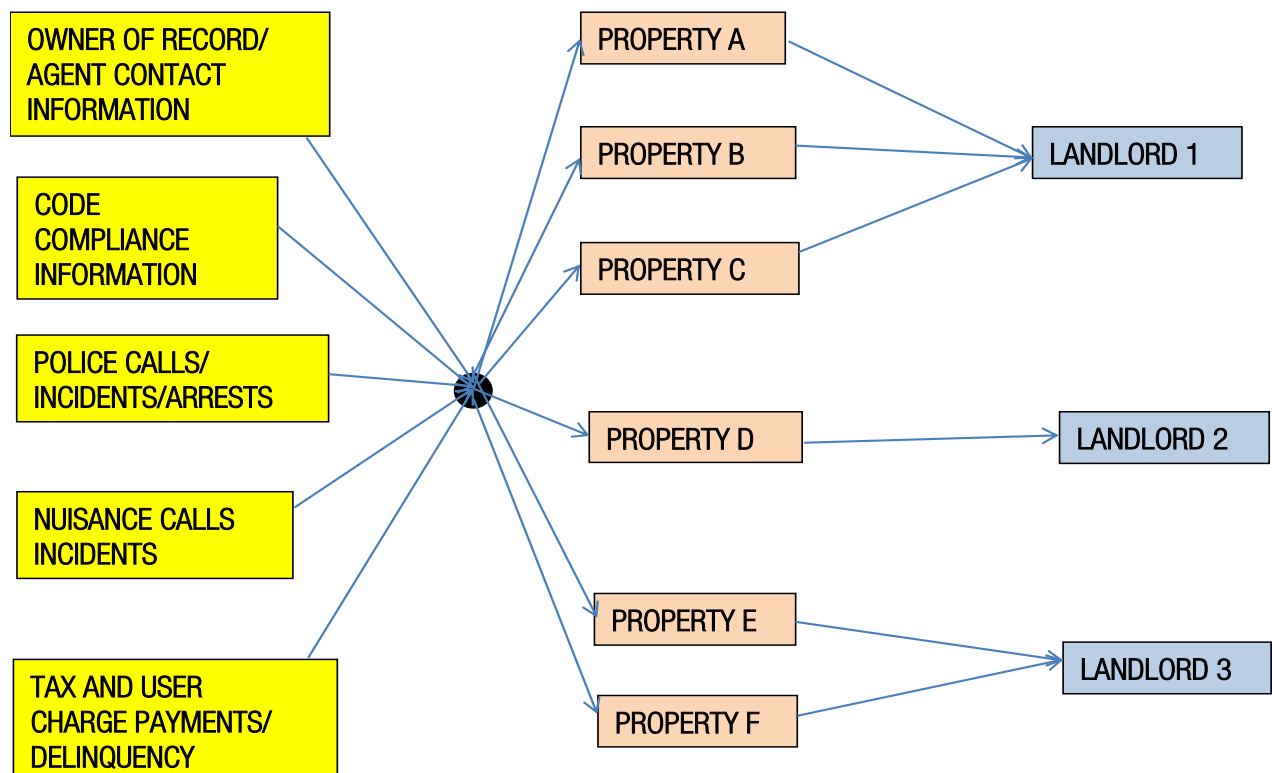 OWNER OF RECORD/
AGENT CONTACT
INFORMATION
CODE
COMPLIANCE
INFORMATION
POLICE CALLS/
INCIDENTS/ARRESTS
NUISANCE CALLS
INCIDENTS
TAX AND USER
CHARGE PAYMENTS/
DELINQUENCY
PROPERTY A
PROPERTY B
PROPERTY C
PROPERTY D
PROPERTY E
PROPERTY F
LANDLORD 1
LANDLORD 2
LANDLORD 3